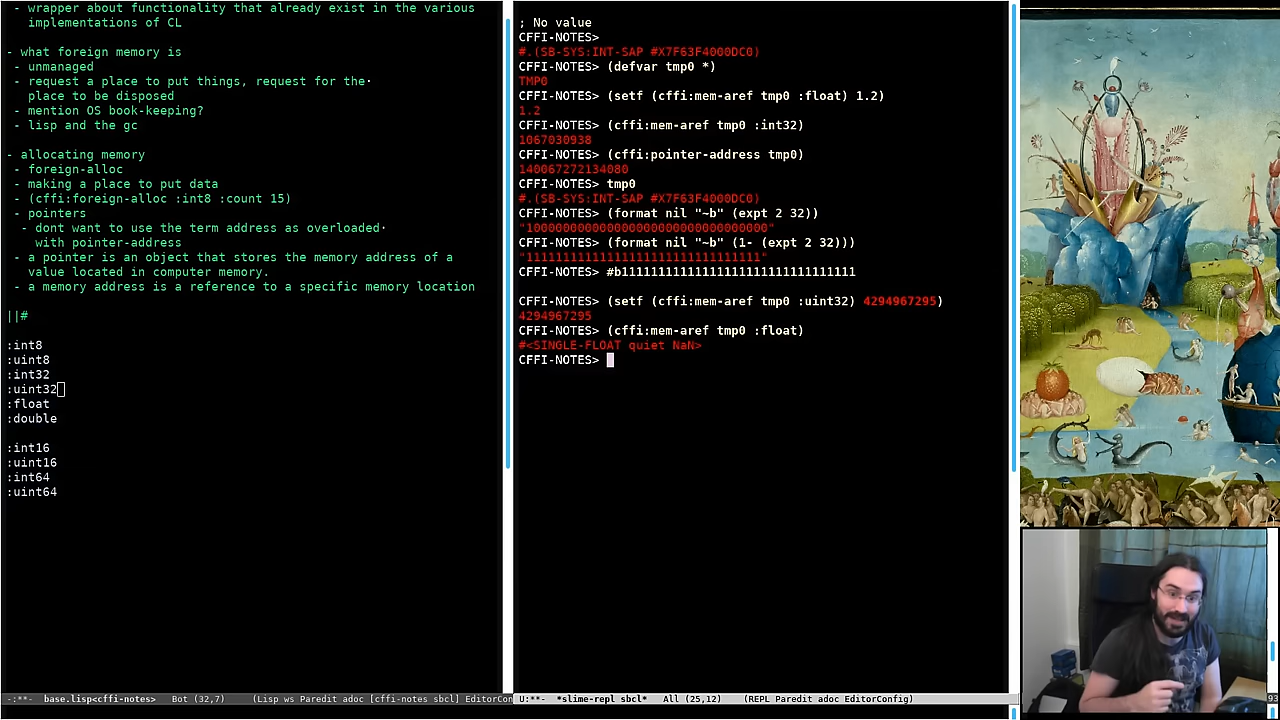 - wrapper about functionality that already exist in the various
implementations of CL
- what foreign memory is
- unmanaged
- request a place to put things, request for the·
place to be disposed
- mention OS book-keeping?
- lisp and the gc
- allocating memory
- foreign-alloc
- making a place to put data
- (cffi:foreign-alloc :int8 :count 15)
- pointers
- dont want to use the term address as overloaded·
with pointer-address
- a pointer is an object that stores the memory address of a
value located in computer memory.
- a memory address is a reference to a specific memory location
||#
:int8
:uint8
:int32
:uint32
:float
:double
:int16
:uint16
:int64
:uint64
-:**- base.lisp<cffi-notes> Bot (32,7) (Lisp ws Paredit adoc [cffi-notes sbcl] EditorCon
; No value
CFFI-NOTES>
#.(SB-SYS:INT-SAP #X7F63F4000DC0)
CFFI-NOTES> (defvar tmp0 *)
TMP0
CFFI-NOTES> (setf (cffi:mem-aref tmp0 :float) 1.2)
1.2
CFFI-NOTES> (cffi:mem-aref tmp0 :int32)
1067030938
CFFI-NOTES> (cffi:pointer-address tmp0)
140067272134080
CFFI-NOTES> tmp0
#.(SB-SYS:INT-SAP #X7F63F4000DC0)
CFFI-NOTES> (format nil "~b" (expt 2 32))
"100000000000000000000000000000000"
CFFI-NOTES> (format nil "~b" (1- (expt 2 32)))
"11111111111111111111111111111111"
CFFI-NOTES> #b11111111111111111111111111111111
CFFI-NOTES> (setf (cffi:mem-aref tmp0 :uint32) 4294967295)
4294967295
CFFI-NOTES> (cffi:mem-aref tmp0 :float)
#<SINGLE-FLOAT quiet NaN>
CFFI-NOTES>
U:**- *slime-repl sbcl* All (25,12) (REPL Paredit adoc EditorConfig)
93